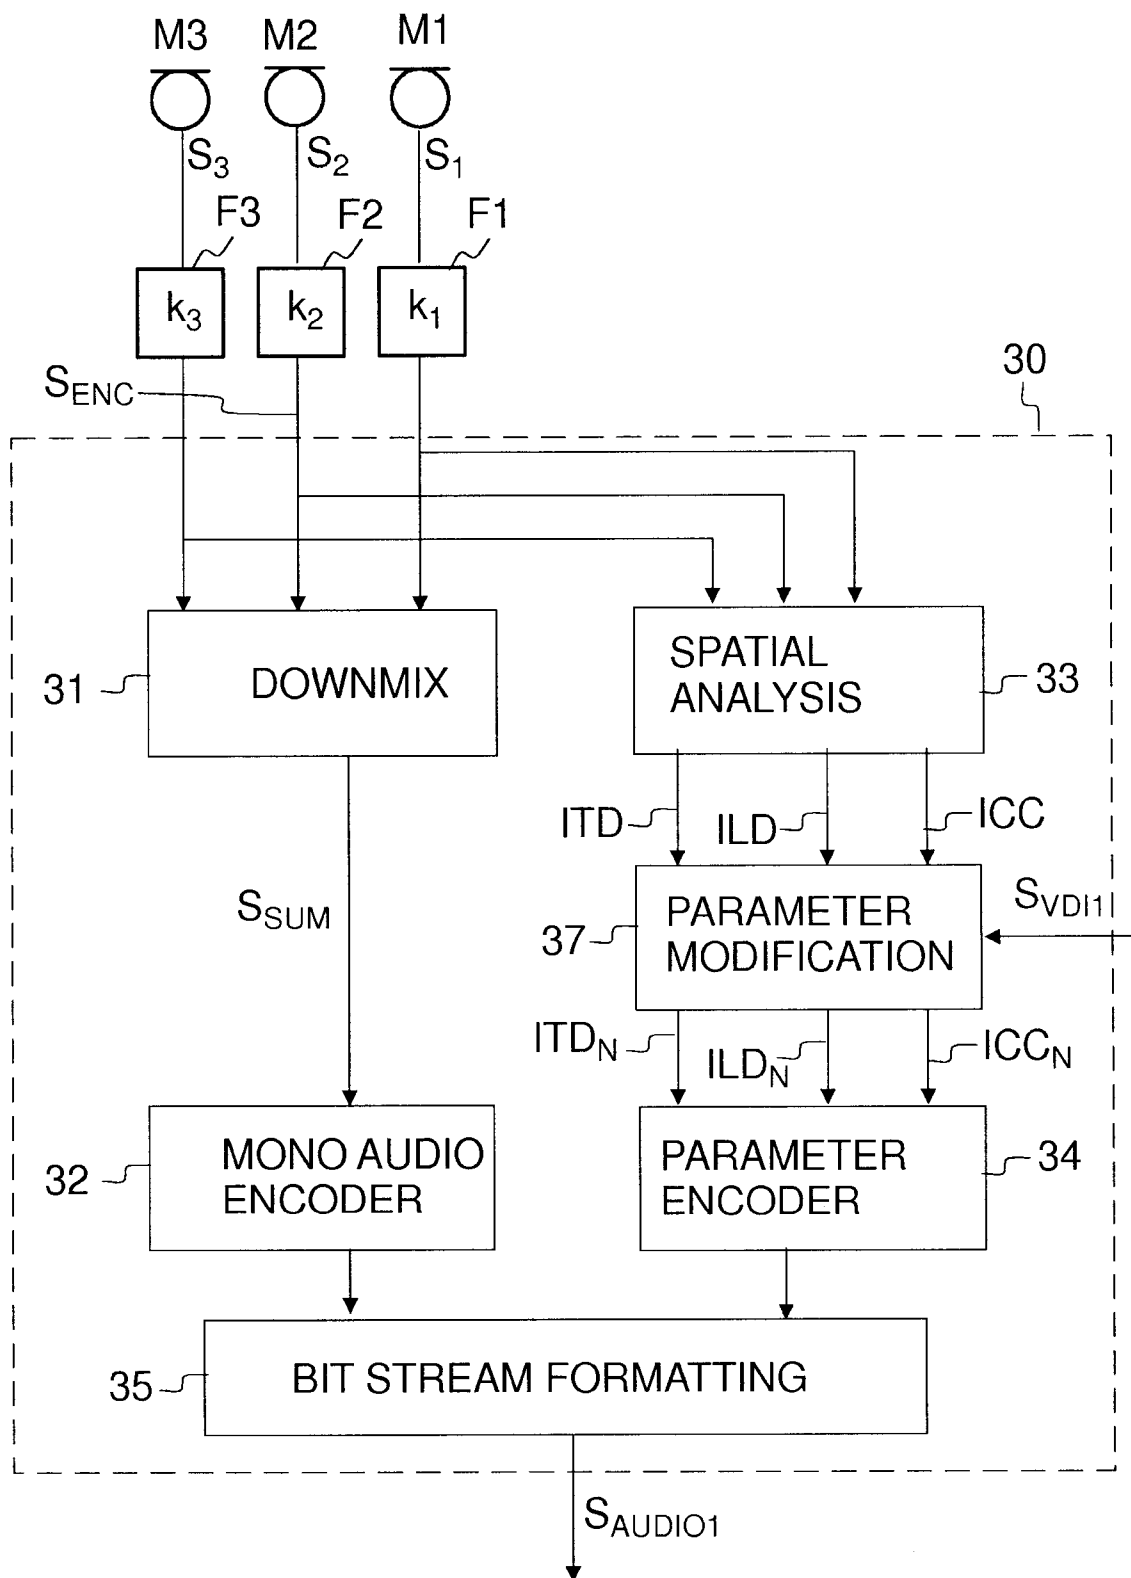 M3 M2 M1
S3 S2 S1
F3 F2 F1
k3 k2 k1
SENC
30
31
DOWNMIX
SPATIAL
ANALYSIS
33
ITD ILD ICC
SSUM
37
PARAMETER
MODIFICATION
SVDI1
ITDN ILDN ICCN
32
MONO AUDIO
ENCODER
PARAMETER
ENCODER
34
35
BIT STREAM FORMATTING
SAUDIO1